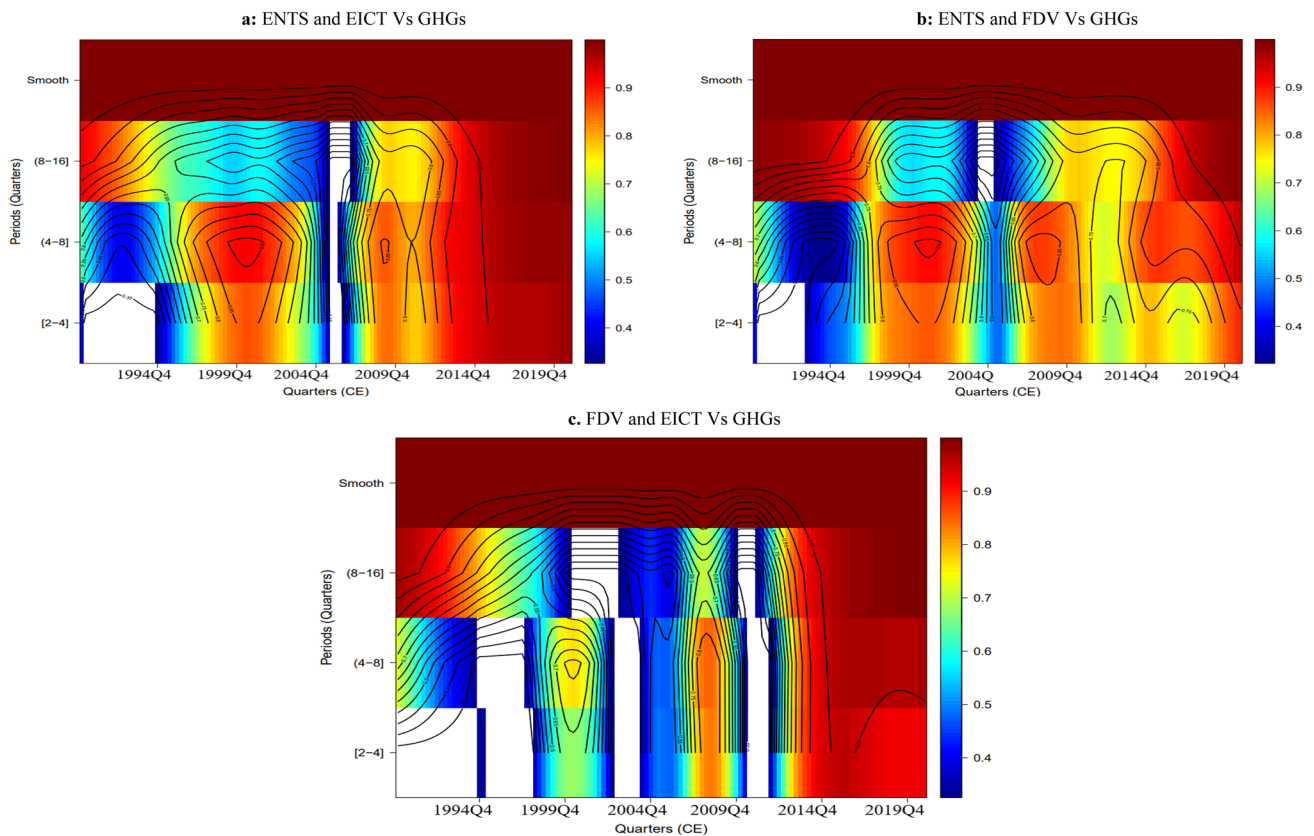 a: ENTS and EICT Vs GHGs
Smooth
(8−16]
(4−8]
[2−4]
Periods (Quarters)
1994Q4 1999Q4 2004Q4 2009Q4 2014Q4 2019Q4
Quarters (CE)
0.9
0.8
0.7
0.6
0.5
0.4
b: ENTS and FDV Vs GHGs
Smooth
(8−16]
(4−8]
[2−4]
Periods (Quarters)
1994Q4 1999Q4 2004Q 2009Q4 2014Q4 2019Q4
Quarters (CE)
0.9
0.8
0.7
0.6
0.5
0.4
c. FDV and EICT Vs GHGs
Smooth
(8−16]
(4−8]
[2−4]
Periods (Quarters)
1994Q4 1999Q4 2004Q4 2009Q4 2014Q4 2019Q4
Quarters (CE)
0.9
0.8
0.7
0.6
0.5
0.4